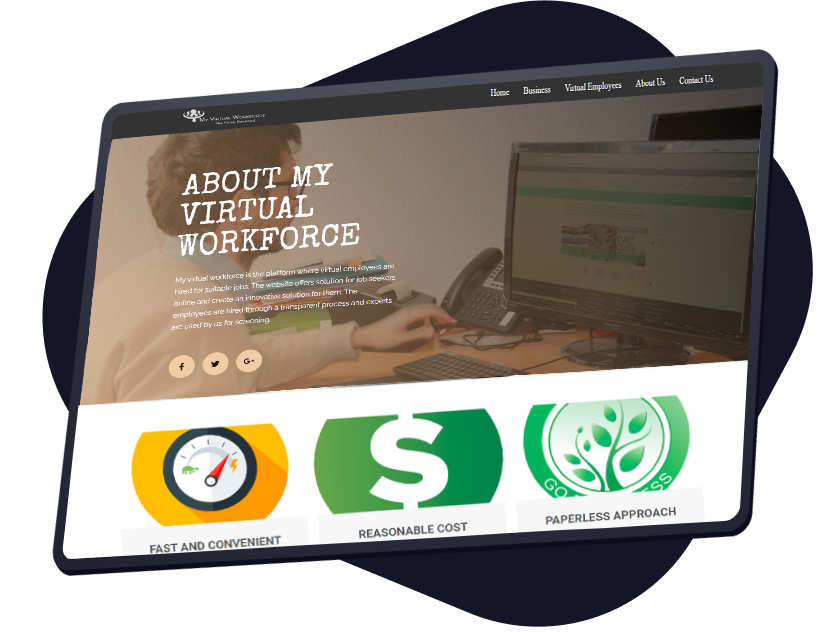 Home Business Virtual Employees About Us Contact Us
My Virtual Workforce
ABOUT MY
VIRTUAL
WORKFORCE
My virtual workforce is the platform where virtual employees are
hired for suitable jobs. The website offers solution for job seekers
online and create an innovative solution for them. The
employees are hired through a transparent process and experts
are used by us for screening.
f
G+
$
GO
SS
FAST AND CONVENIENT
REASONABLE COST
PAPERLESS APPROACH